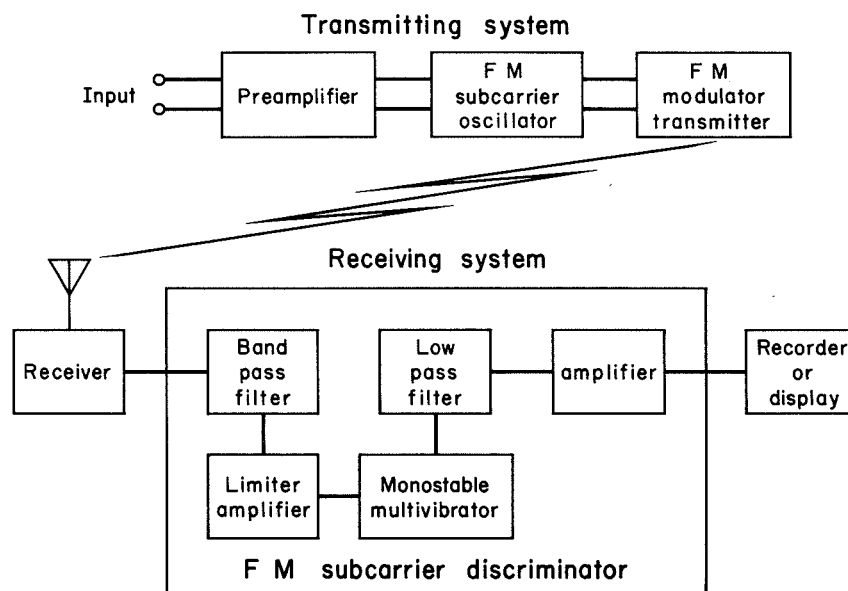 Transmitting system
Input
Preamplifier
F M
subcarrier
oscillator
F M
modulator
transmitter
Receiving system
Receiver
Band
pass
filter
Low
pass
filter
amplifier
Recorder
or
display
Limiter
amplifier
Monostable
multivibrator
F M subcarrier discriminator